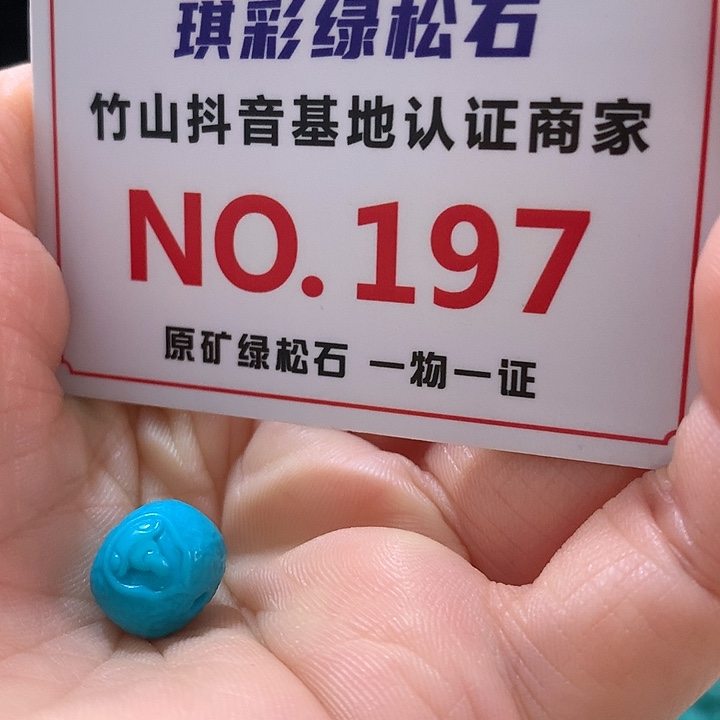 琪彩绿松石
竹山抖音基地认证商家
NO.197
原矿绿松石 一物一证